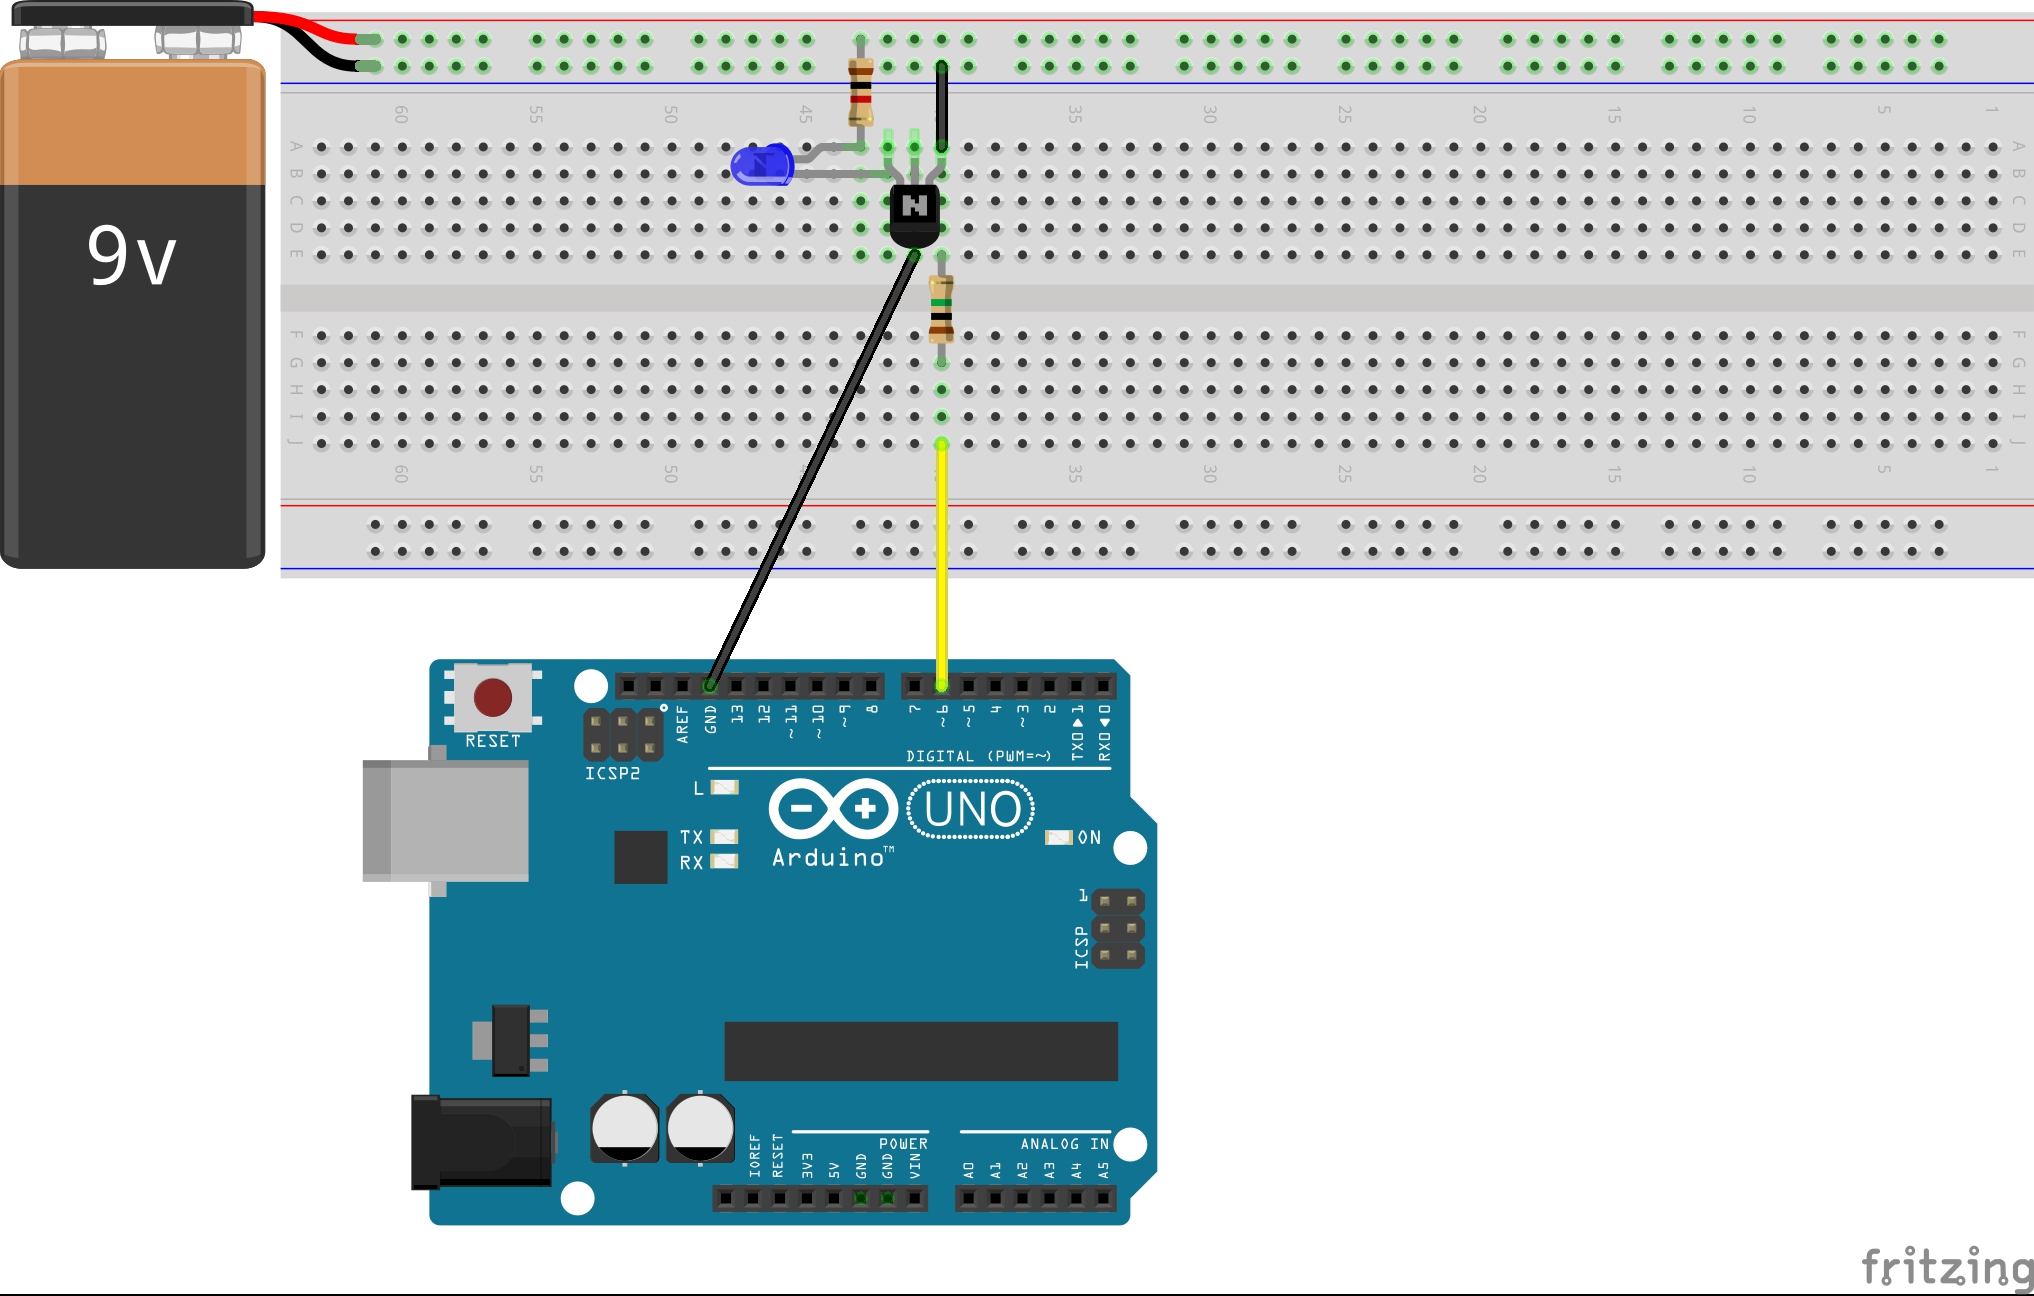 9v
60 55 50 45 35 30 25 20 15 10 5 1
A A
B B
C C
D D
E E
N
F F
G G
H H
I I
J J
60 55 50 35 30 25 20 15 10 5 1
RESET
ICSP2
AREF GND 13 12 ~11 ~10 ~9 8 7 ~6 ~5 4 ~3 2 TX0▶1 RX0◀0
DIGITAL (PWM=~)
L
TX
RX
UNO
Arduino™
ON
1
ICSP
POWER
ANALOG IN
IOREF RESET 3V3 5V GND GND VIN A0 A1 A2 A3 A4 A5
fritzing